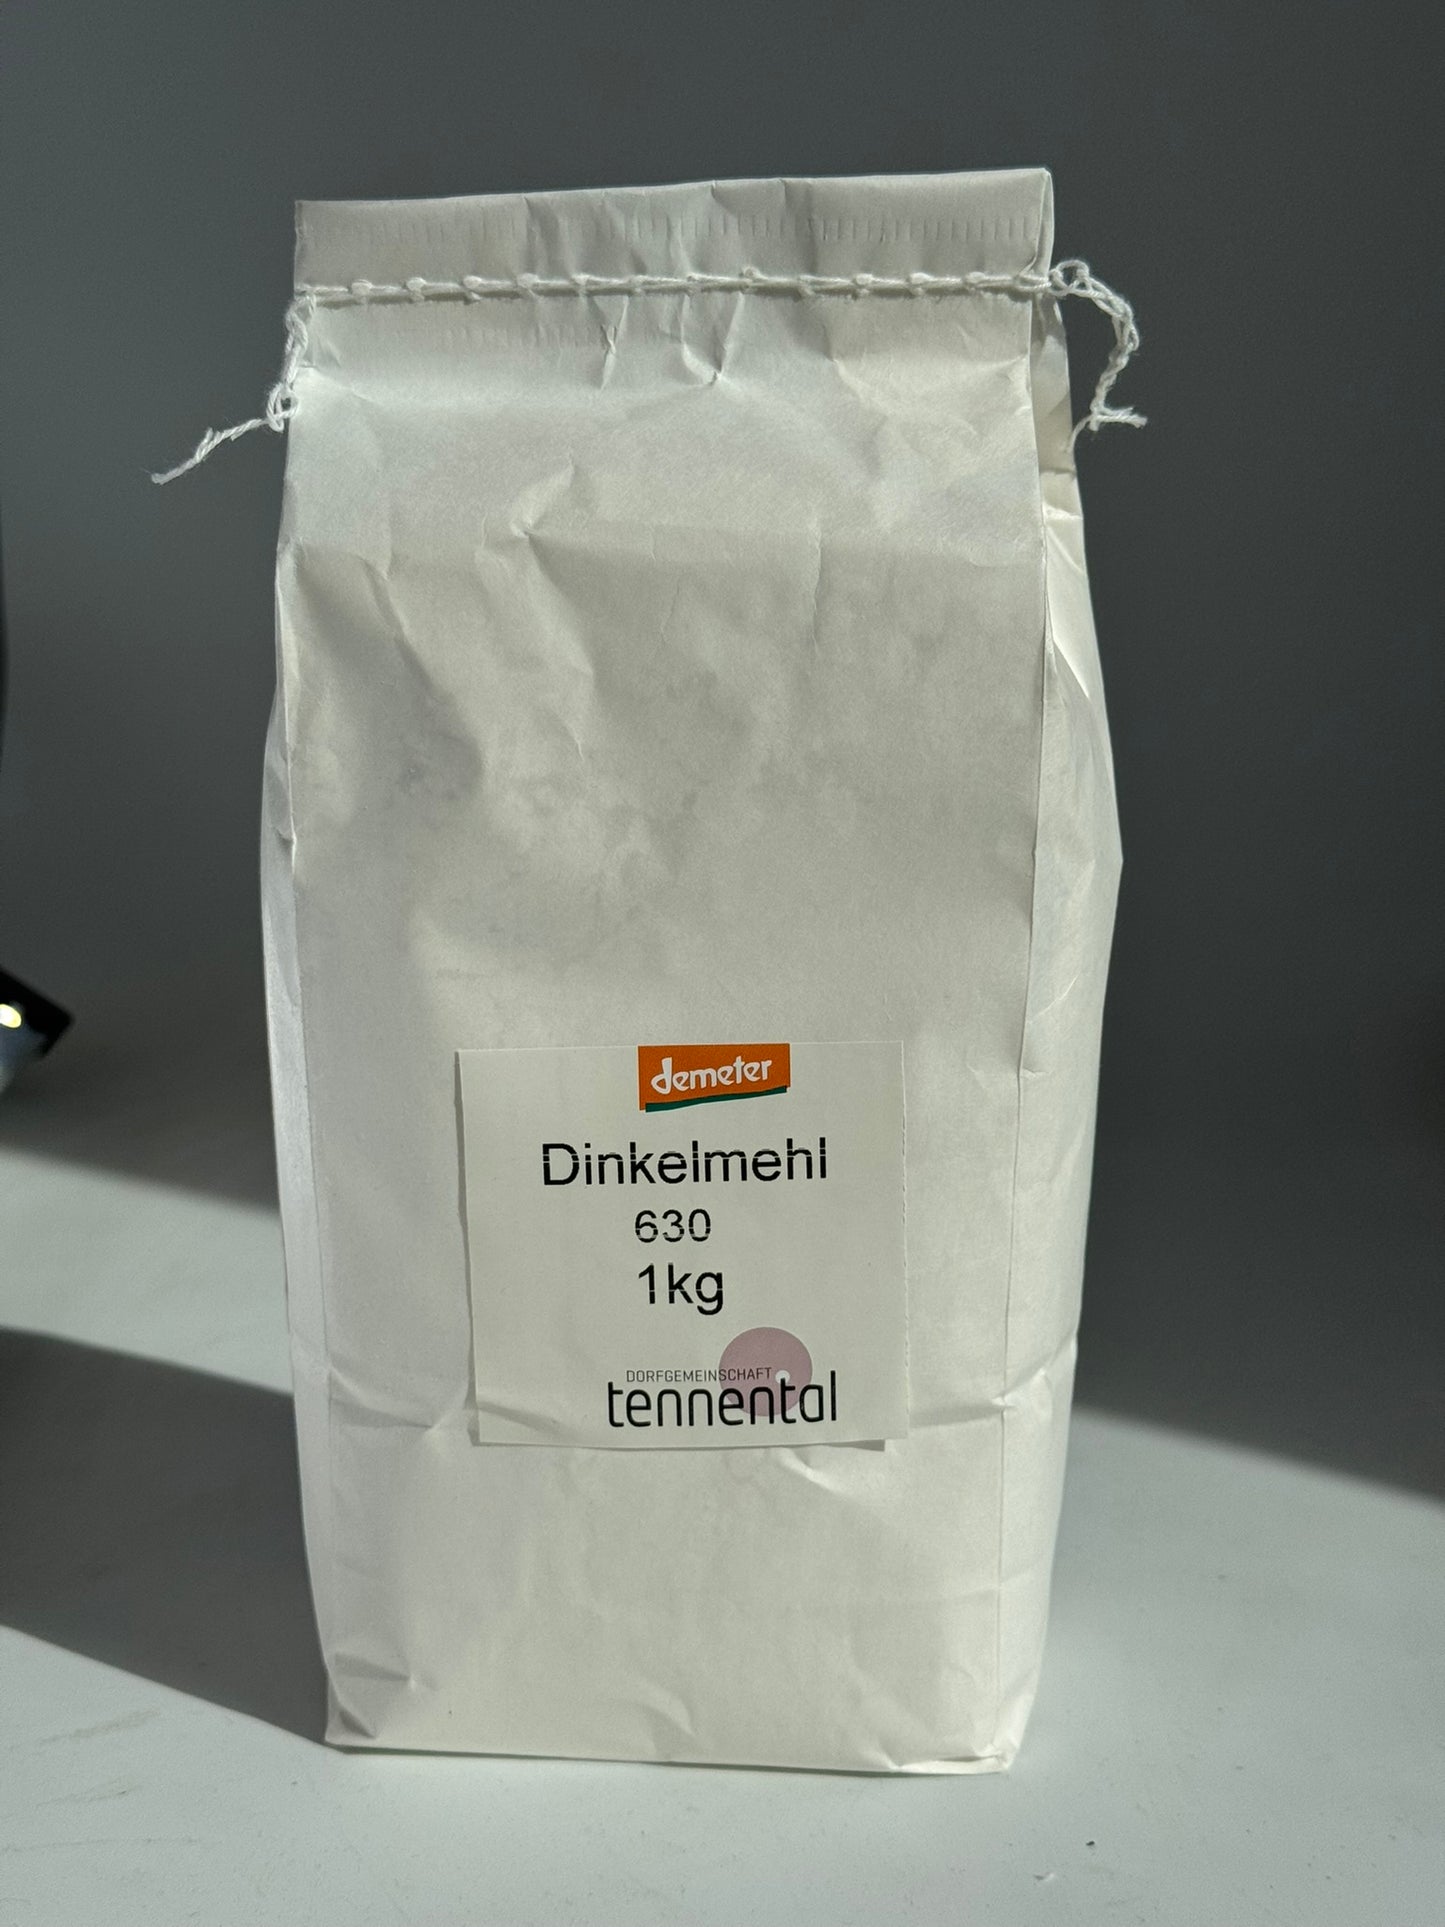 demeter
Dinkelmehl
630
1kg
DORFGEMEINSCHAFT
tennental